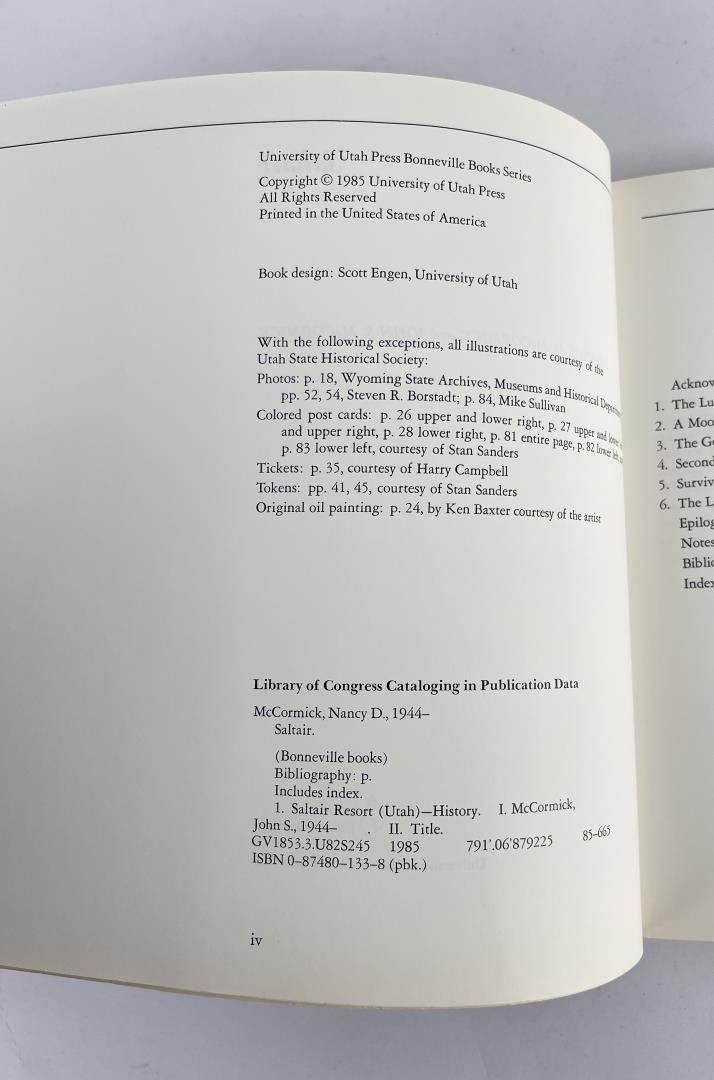 University of Utah Press Bonneville Books Series
Copyright © 1985 University of Utah Press
All Rights Reserved
Printed in the United States of America
Book design: Scott Engen, University of Utah
With the following exceptions, all illustrations are courtesy of the
Utah State Historical Society:
Photos: p. 18, Wyoming State Archives, Museums and Historical
pp. 52, 54, Steven R. Borstadt; p. 84, Mike Sullivan
Colored post cards: p. 26 upper and lower right, p. 27 upper and
and upper right, p. 28 lower right, p. 81 entire page, p. 82 lower left,
p. 83 lower left, courtesy of Stan Sanders
Tickets: p. 35, courtesy of Harry Campbell
Tokens: pp. 41, 45, courtesy of Stan Sanders
Original oil painting: p. 24, by Ken Baxter courtesy of the artist
Library of Congress Cataloging in Publication Data
McCormick, Nancy D., 1944–
Saltair.
(Bonneville books)
Bibliography: p.
Includes index.
1. Saltair Resort (Utah)—History. I. McCormick,
John S., 1944– . II. Title.
GV1853.3.U82S245 1985 791'.06'879225 85-665
ISBN 0–87480–133–8 (pbk.)
iv
Acknow
1. The Lu
2. A Moo
3. The G
4. Second
5. Surviv
6. The L
Epilog
Notes
Biblio
Index